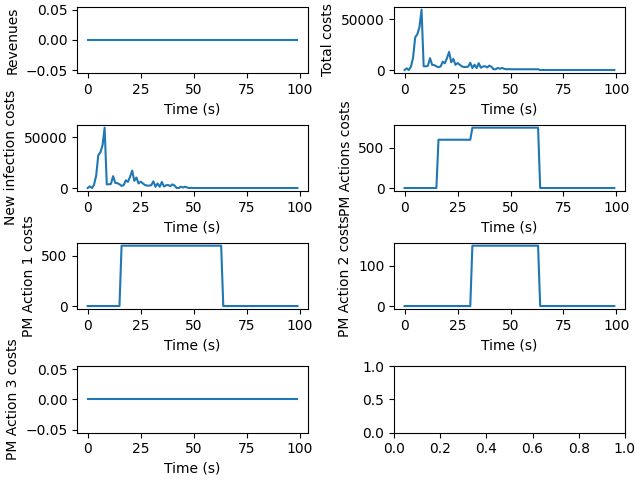 Revenues
0.05
0.00
−0.05
0 25 50 75 100
Time (s)
Total costs
50000
0
0 25 50 75 100
Time (s)
New infection costs
50000
0
0 25 50 75 100
Time (s)
PM Actions costs
500
0
0 25 50 75 100
Time (s)
PM Action 1 costs
500
0
0 25 50 75 100
Time (s)
PM Action 2 costs
100
0
0 25 50 75 100
Time (s)
PM Action 3 costs
0.05
0.00
−0.05
0 25 50 75 100
Time (s)
1.0
0.5
0.0
0.0 0.2 0.4 0.6 0.8 1.0